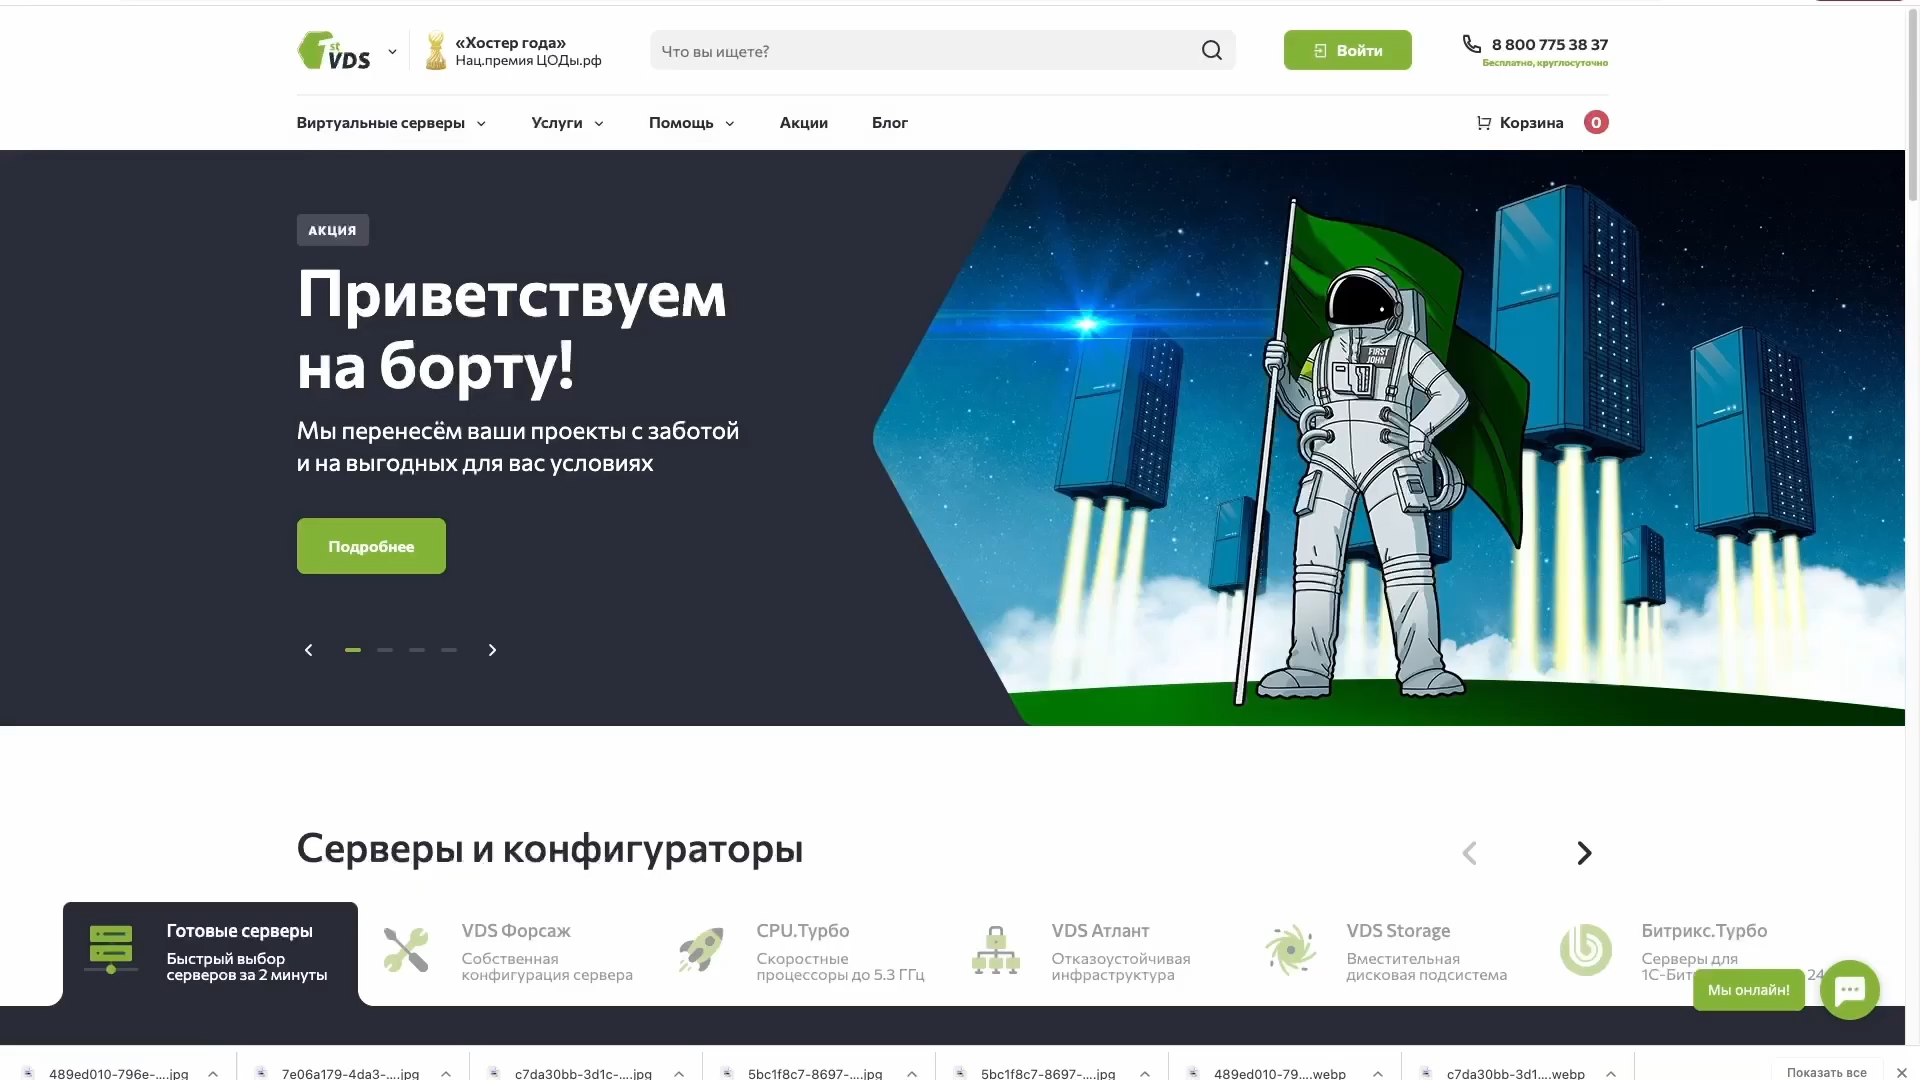 1st VDS
«Хостер года»
Нац.премия ЦОДы.рф
Что вы ищете?
Войти
8 800 775 38 37
Бесплатно, круглосуточно
Виртуальные серверы
Услуги
Помощь
Акции
Блог
Корзина
0
АКЦИЯ
Приветствуем
на борту!
Мы перенесём ваши проекты с заботой
и на выгодных для вас условиях
Подробнее
FIRST
JOHN
Серверы и конфигураторы
Готовые серверы
Быстрый выбор
серверов за 2 минуты
VDS Форсаж
Собственная
конфигурация сервера
CPU.Турбо
Скоростные
процессоры до 5.3 ГГц
VDS Атлант
Отказоустойчивая
инфраструктура
VDS Storage
Вместительная
дисковая подсистема
Битрикс.Турбо
Серверы для
1С-Бит
24
Мы онлайн!
489ed010-796e-....jpg
7e06a179-4da3-....jpg
c7da30bb-3d1c-....jpg
5bc1f8c7-8697-....jpg
5bc1f8c7-8697-....jpg
489ed010-79....webp
c7da30bb-3d1....webp
Показать все